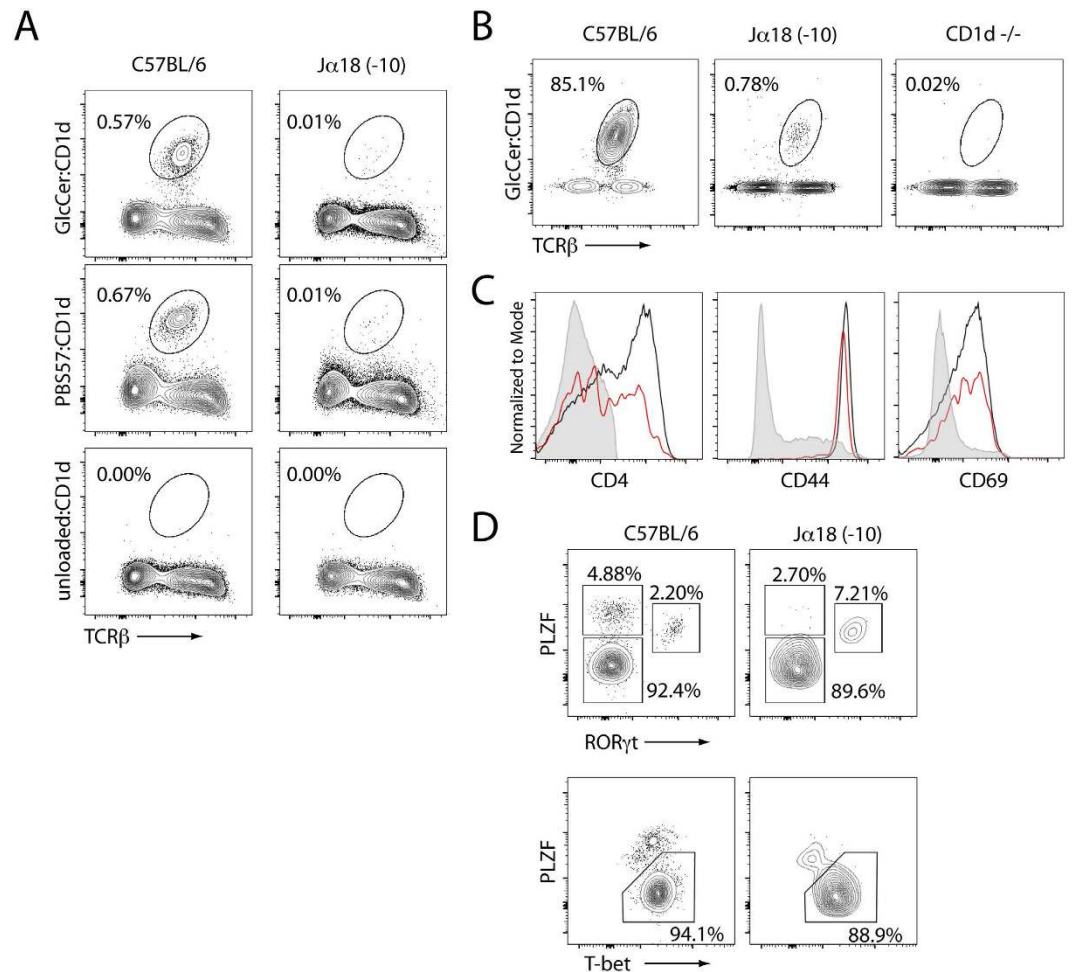 A
C57BL/6
Jα18 (-10)
GlcCer:CD1d
0.57%
0.01%
PBS57:CD1d
0.67%
0.01%
unloaded:CD1d
0.00%
0.00%
TCRβ
B
C57BL/6
Jα18 (-10)
CD1d -/-
GlcCer:CD1d
85.1%
0.78%
0.02%
TCRβ
C
Normalized to Mode
CD4
CD44
CD69
D
C57BL/6
Jα18 (-10)
PLZF
4.88%
2.20%
92.4%
2.70%
7.21%
89.6%
RORγt
PLZF
94.1%
88.9%
T-bet